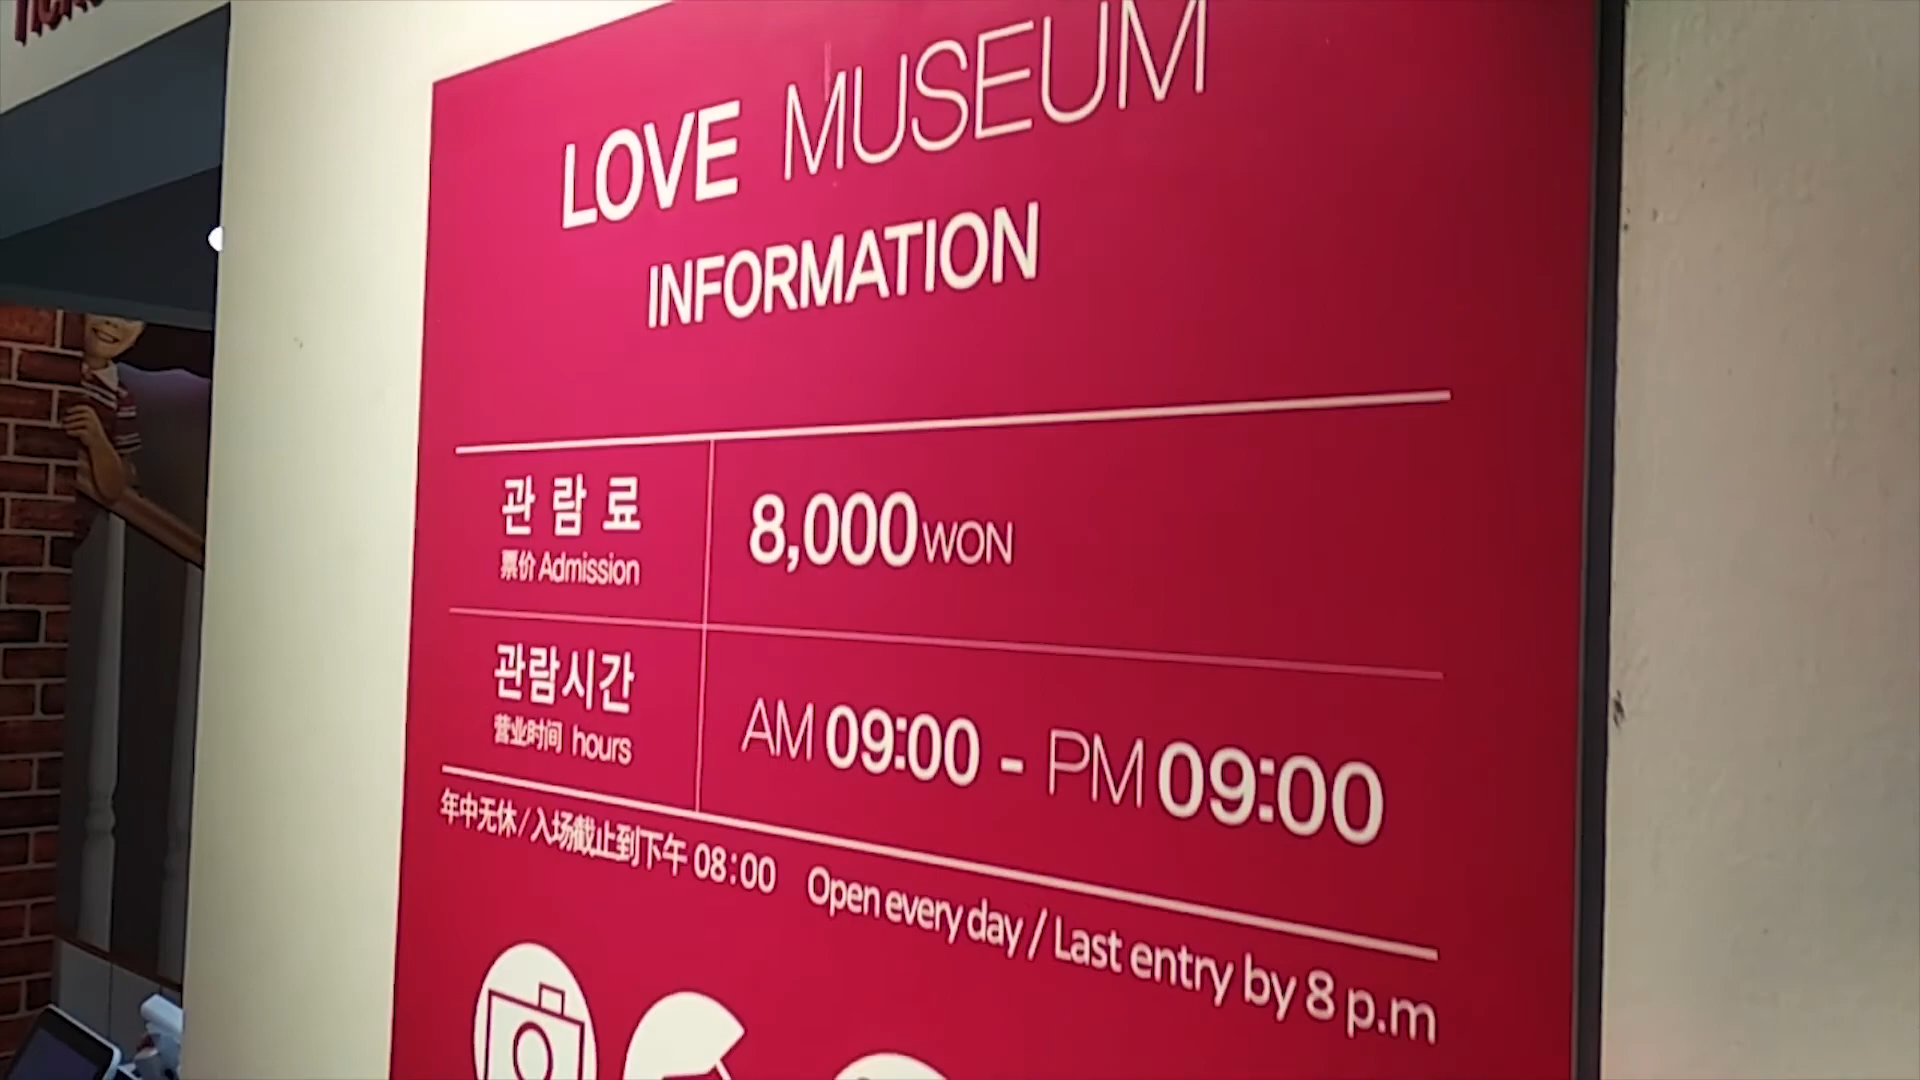 LOVE MUSEUM
INFORMATION
관 람 료
票价 Admission
8,000WON
관람시간
营业时间 hours
AM 09:00 - PM 09:00
年中无休/入场截止到下午 08:00 Open every day / Last entry by 8 p.m